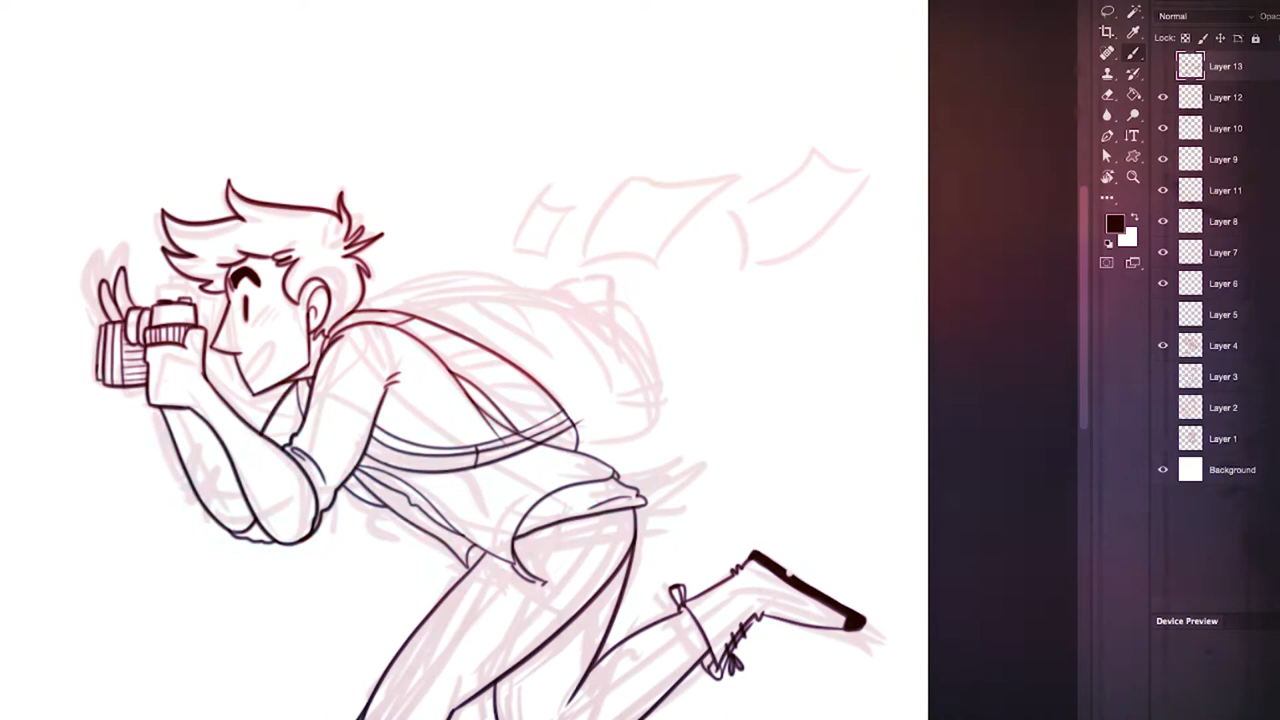 Normal
Opac
Lock:
Layer 13
Layer 12
Layer 10
Layer 9
Layer 11
Layer 8
Layer 7
Layer 6
Layer 5
Layer 4
Layer 3
Layer 2
Layer 1
Background
Device Preview